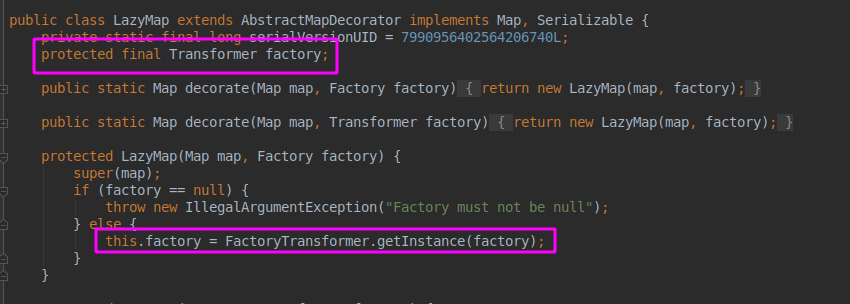 public class LazyMap extends AbstractMapDecorator implements Map, Serializable {
private static final long serialVersionUID = 7990956402564206740L;
protected final Transformer factory;
public static Map decorate(Map map, Factory factory) { return new LazyMap(map, factory); }
public static Map decorate(Map map, Transformer factory) { return new LazyMap(map, factory); }
protected LazyMap(Map map, Factory factory) {
super(map);
if (factory == null) {
throw new IllegalArgumentException("Factory must not be null");
} else {
this.factory = FactoryTransformer.getInstance(factory);
}
}